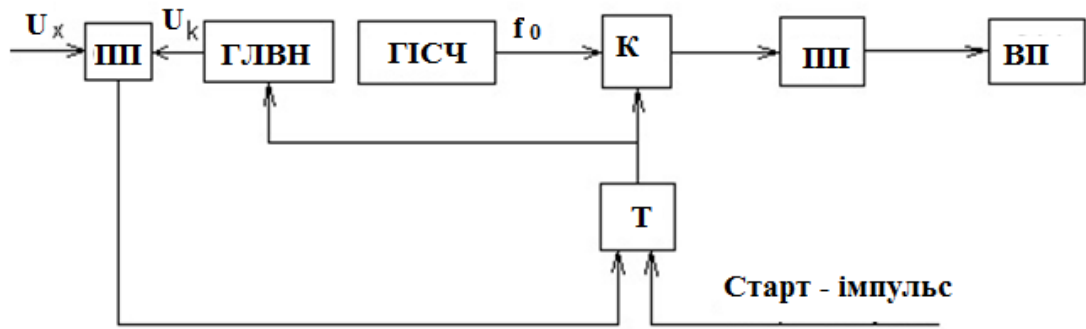 Uₓ
ПП
Uₖ
ГЛВН
ГІСЧ
f₀
К
ПП
ВП
Т
Старт - імпульс